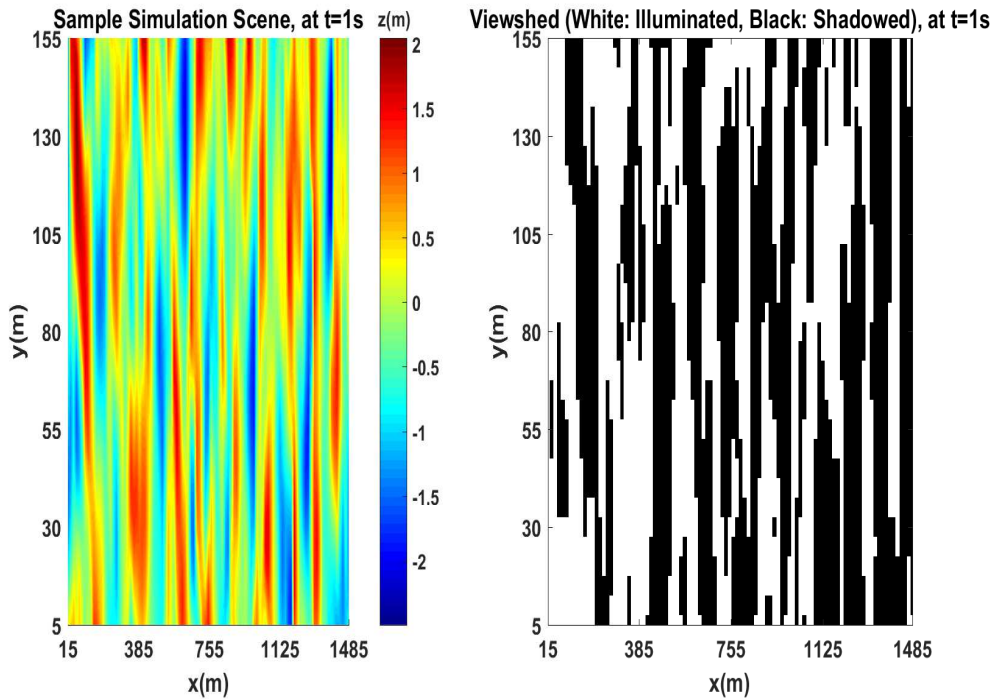 Sample Simulation Scene, at t=1s
z(m)
155
130
105
80
55
30
5
y(m)
15 385 755 1125 1485
x(m)
2
1.5
1
0.5
0
-0.5
-1
-1.5
-2
Viewshed (White: Illuminated, Black: Shadowed), at t=1s
155
130
105
80
55
30
5
y(m)
15 385 755 1125 1485
x(m)